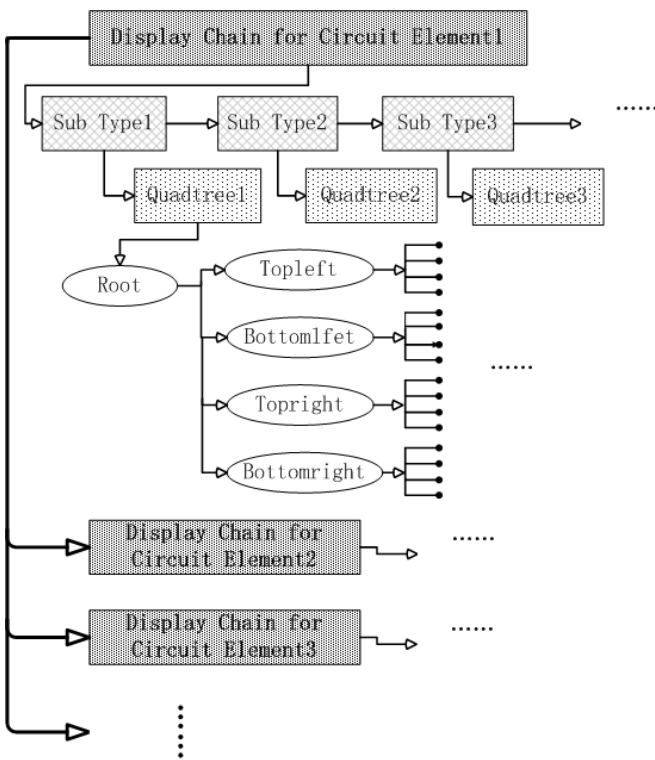 Display Chain for Circuit Element1
Sub Type1
Sub Type2
Sub Type3
......
Quadtree1
Quadtree2
Quadtree3
Root
Topleft
Bottomlfet
......
Topright
Bottomright
Display Chain for
Circuit Element2
......
Display Chain for
Circuit Element3
......